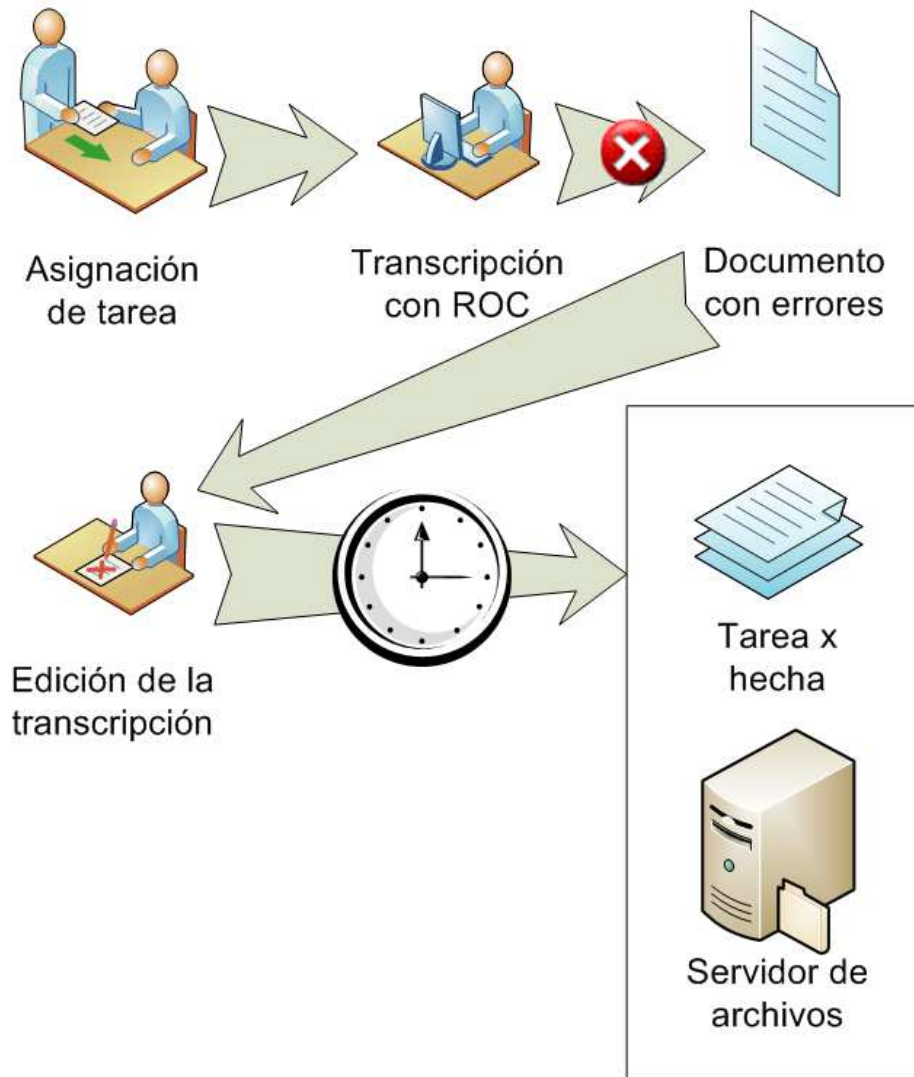 Asignación
de tarea
Transcripción
con ROC
Documento
con errores
Edición de la
transcripción
Tarea x
hecha
Servidor de
archivos